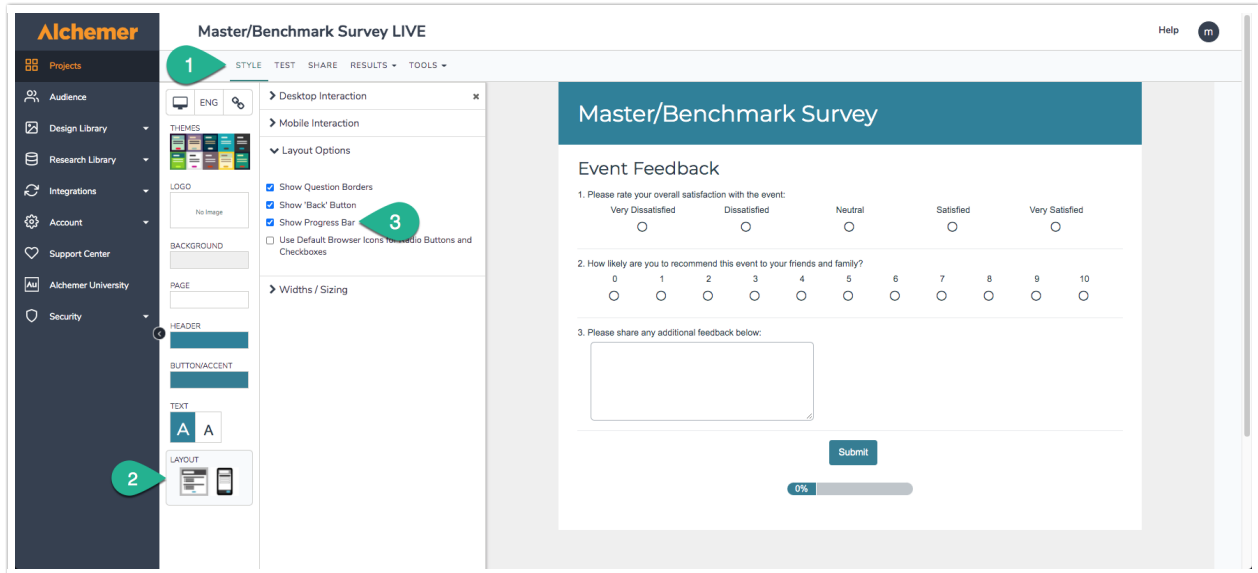 Alchemer
Master/Benchmark Survey LIVE
Help
m
Projects
Audience
Design Library
Research Library
Integrations
Account
Support Center
Au Alchemer University
Security
1
STYLE TEST SHARE RESULTS TOOLS
ENG
THEMES
LOGO
No Image
BACKGROUND
PAGE
HEADER
BUTTON/ACCENT
TEXT
A A
LAYOUT
2
Desktop Interaction
Mobile Interaction
Layout Options
Show Question Borders
Show 'Back' Button
Show Progress Bar
3
Use Default Browser Icons for Radio Buttons and
Checkboxes
Widths / Sizing
Master/Benchmark Survey
Event Feedback
1. Please rate your overall satisfaction with the event:
Very Dissatisfied Dissatisfied Neutral Satisfied Very Satisfied
2. How likely are you to recommend this event to your friends and family?
0 1 2 3 4 5 6 7 8 9 10
3. Please share any additional feedback below:
Submit
0%